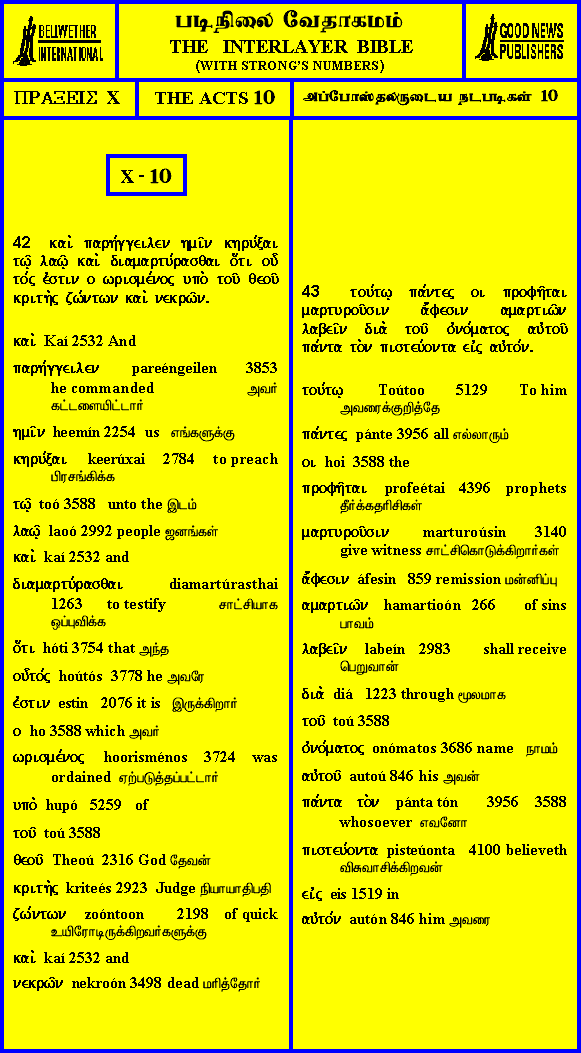 BELLWETHER
INTERNATIONAL
படிநிலை வேதாகமம்
THE INTERLAYER BIBLE
(WITH STRONG'S NUMBERS)
GOOD NEWS
PUBLISHERS
ΠΡΑΞΕΙΣ X
THE ACTS 10
அப்போஸ்தலருடைய நடபடிகள் 10
X - 10
42 καὶ παρήγγειλεν ημῖν κηρύξαι
τῷ λαῷ καὶ διαμαρτύρασθαι ὅτι οὗ
τός ἐστιν ο ωρισμένος υπὸ τοῦ θεοῦ
κριτὴς ζώντων καὶ νεκρῶν.
καὶ Kaí 2532 And
παρήγγειλεν pareéngeilen 3853
he commanded அவர்
கட்டளையிட்டார்
ημῖν heemín 2254 us எங்களுக்கு
κηρύξαι keerúxai 2784 to preach
பிரசங்கிக்க
τῷ toó 3588 unto the இடம்
λαῷ laoó 2992 people ஜனங்கள்
καὶ kaí 2532 and
διαμαρτύρασθαι diamartúrasthai
1263 to testify சாட்சியாக
ஒப்புவிக்க
ὅτι hóti 3754 that அந்த
οὗτός hoútós 3778 he அவரே
ἐστιν estin 2076 it is இருக்கிறார்
ο ho 3588 which அவர்
ωρισμένος hoorisménos 3724 was
ordained ஏற்படுத்தப்பட்டார்
υπὸ hupó 5259 of
τοῦ toú 3588
θεοῦ Theoú 2316 God தேவன்
κριτὴς kriteés 2923 Judge நியாயாதிபதி
ζώντων zoóntoon 2198 of quick
உயிரோடிருக்கிறவர்களுக்கு
καὶ kaí 2532 and
νεκρῶν nekroón 3498 dead மரித்தோர்
43 τούτῳ πάντες οι προφῆται
μαρτυροῦσιν ἄφεσιν αμαρτιῶν
λαβεῖν διὰ τοῦ ὀνόματος αὐτοῦ
πάντα τὸν πιστεύοντα εἰς αὐτόν.
τούτῳ Toútoo 5129 To him
அவரைக்குறித்தே
πάντες pánte 3956 all எல்லாரும்
οι hoi 3588 the
προφῆται profeétai 4396 prophets
தீர்க்கதரிசிகள்
μαρτυροῦσιν marturoúsin 3140
give witness சாட்சிகொடுக்கிறார்கள்
ἄφεσιν áfesin 859 remission மன்னிப்பு
αμαρτιῶν hamartioón 266 of sins
பாவம்
λαβεῖν labeín 2983 shall receive
பெறுவான்
διὰ diá 1223 through மூலமாக
τοῦ toú 3588
ὀνόματος onómatos 3686 name நாமம்
αὐτοῦ autoú 846 his அவன்
πάντα τὸν pánta tón 3956 3588
whosoever எவனோ
πιστεύοντα pisteúonta 4100 believeth
விசுவாசிக்கிறவன்
εἰς eis 1519 in
αὐτόν autón 846 him அவரை